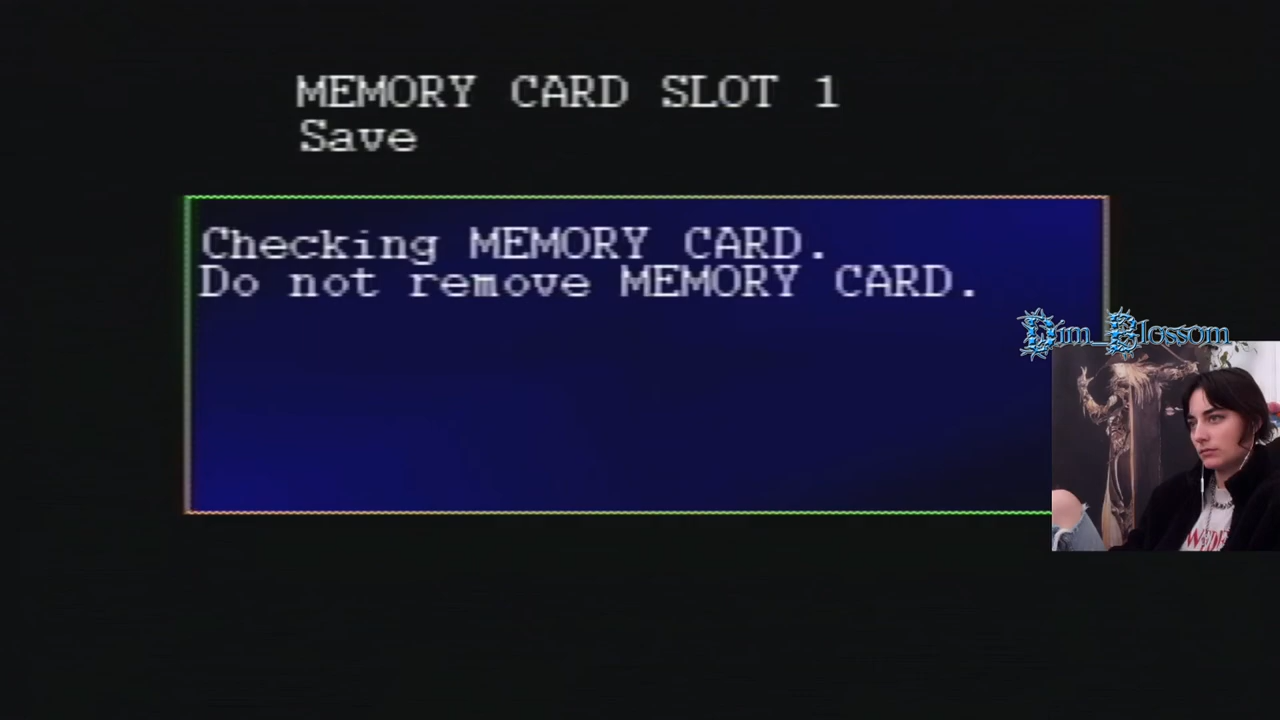 MEMORY CARD SLOT 1
Save
Checking MEMORY CARD.
Do not remove MEMORY CARD.
Dim_Blossom